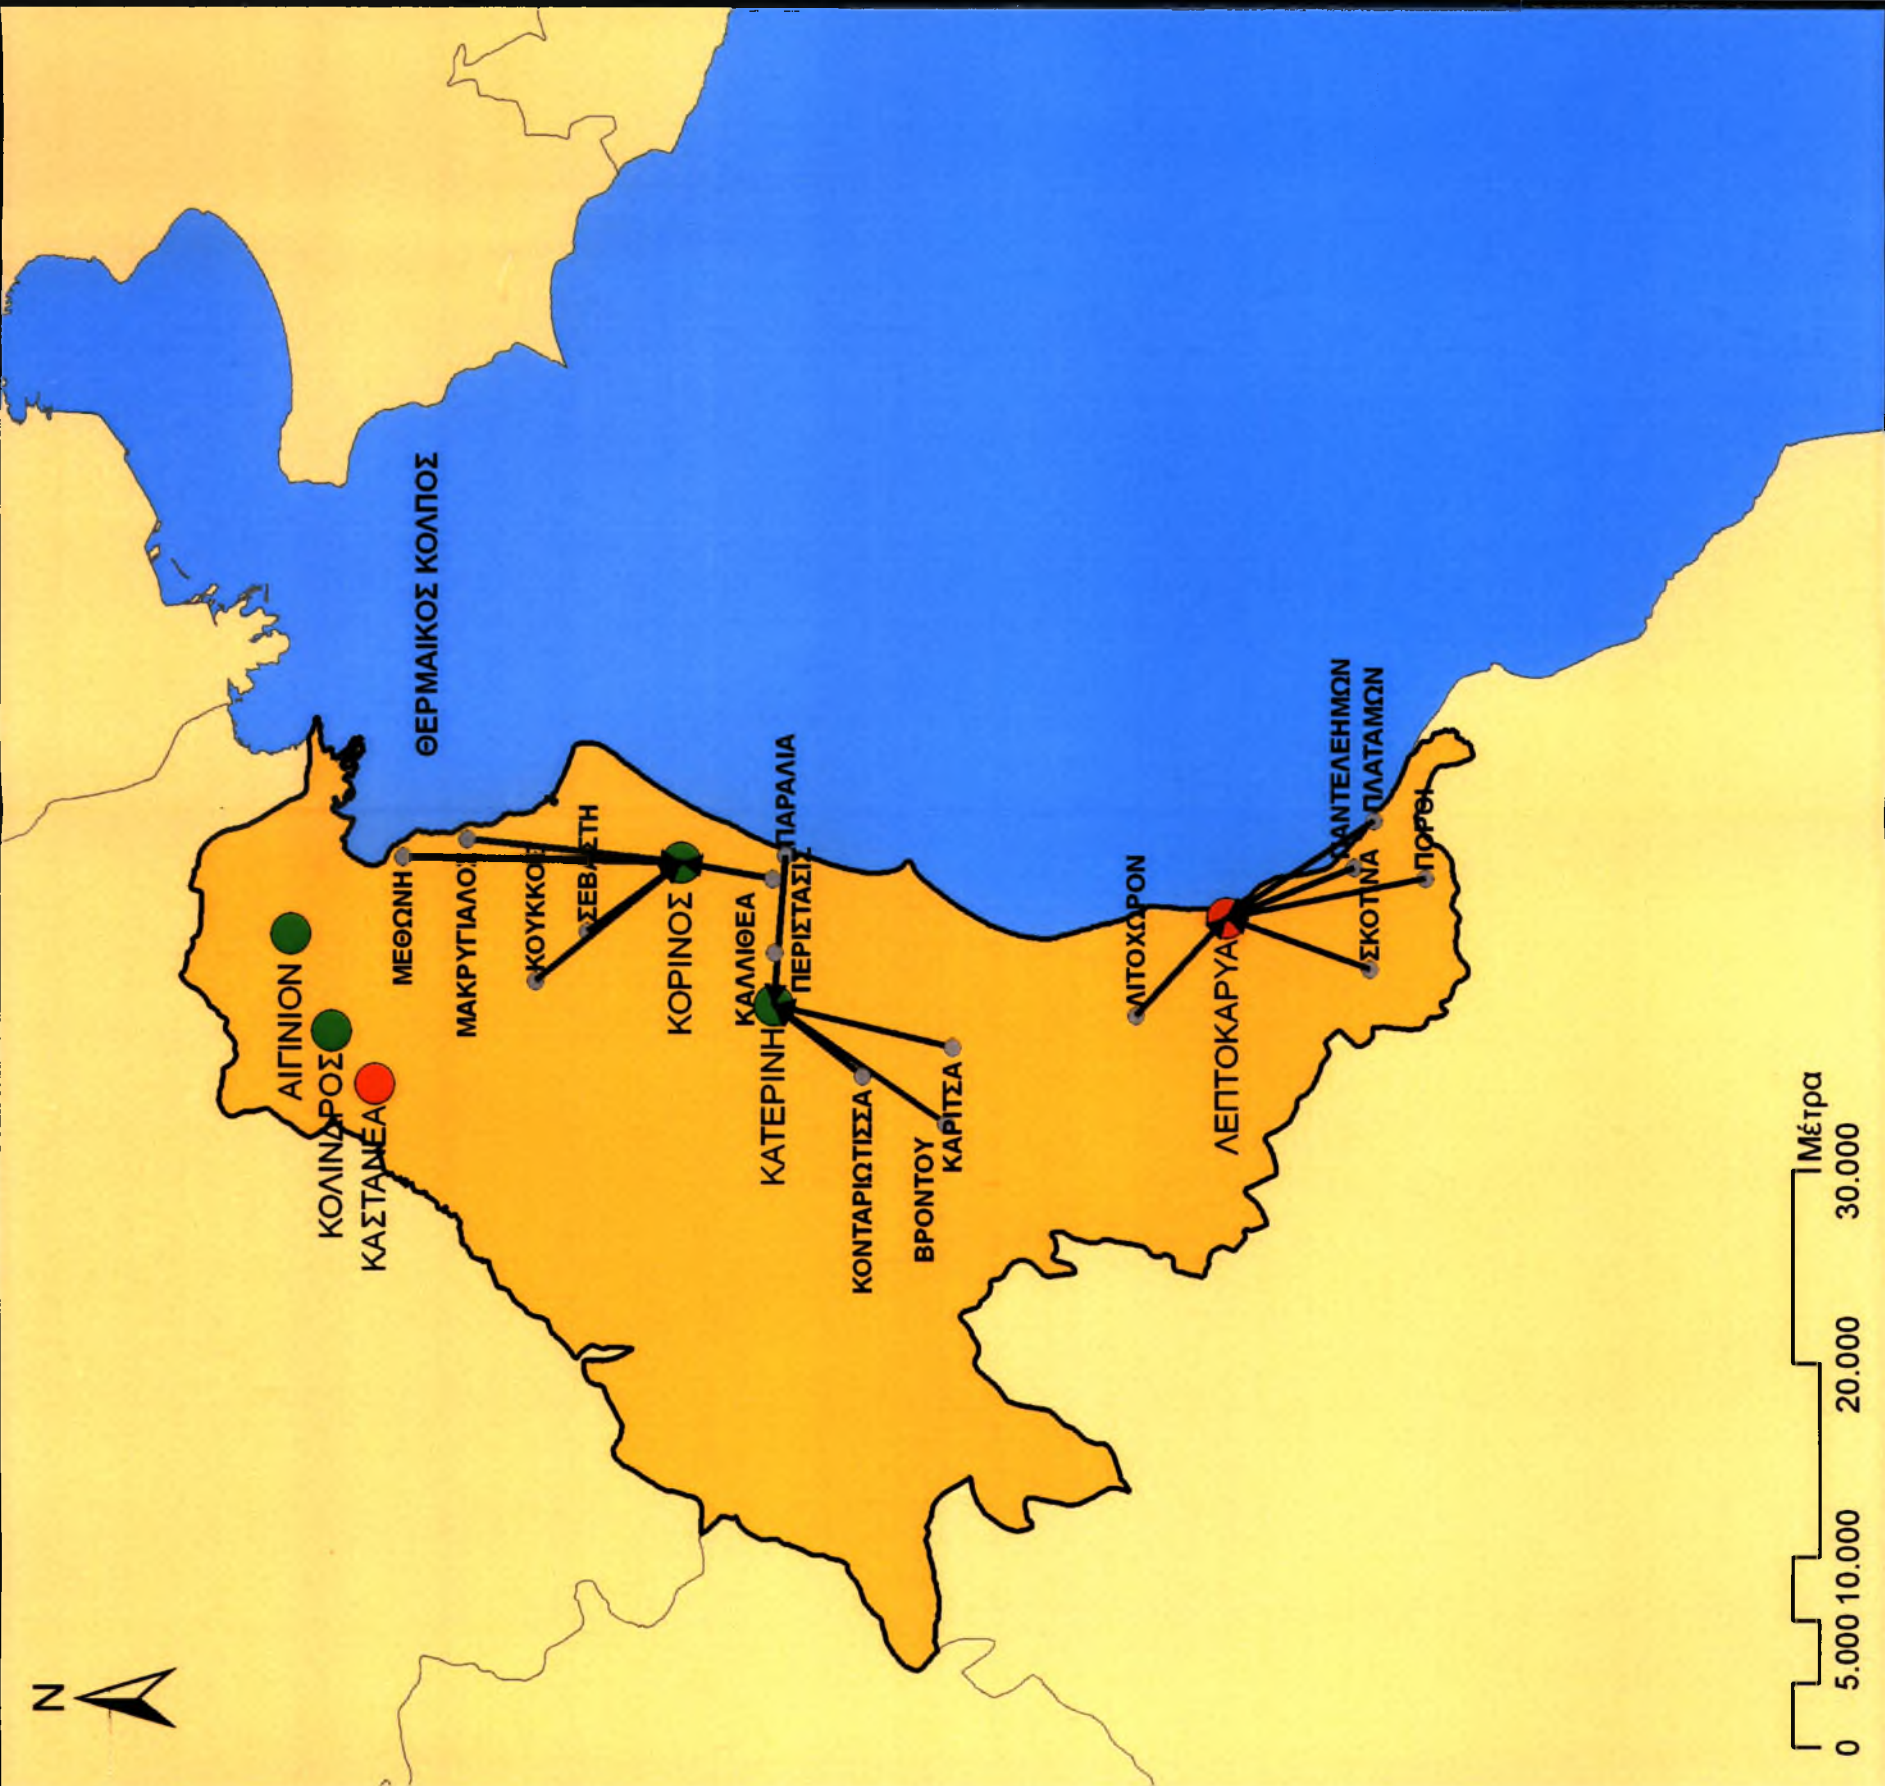 N
ΘΕΡΜΑΙΚΟΣ ΚΟΛΠΟΣ
ΑΙΓΙΝΙΟΝ
ΚΟΛΙΝΔΡΟΣ
ΚΑΣΤΑΝΕΑ
ΜΕΘΩΝΗ
ΜΑΚΡΥΓΙΑΛΟΣ
ΚΟΥΚΚΟΣ
ΣΕΒΑΣΤΗ
ΚΟΡΙΝΟΣ
ΚΑΛΛΙΘΕΑ
ΠΑΡΑΛΙΑ
ΠΕΡΙΣΤΑΣΙΣ
ΚΑΤΕΡΙΝΗ
ΚΟΝΤΑΡΙΩΤΙΣΣΑ
ΒΡΟΝΤΟΥ
ΚΑΡΙΤΣΑ
ΛΙΤΟΧΩΡΟΝ
ΛΕΠΤΟΚΑΡΥΑ
ΠΑΝΤΕΛΕΗΜΩΝ
ΠΛΑΤΑΜΩΝ
ΣΚΟΤΙΝΑ
ΠΟΡΟΙ
0 5.000 10.000 20.000 30.000
Μέτρα